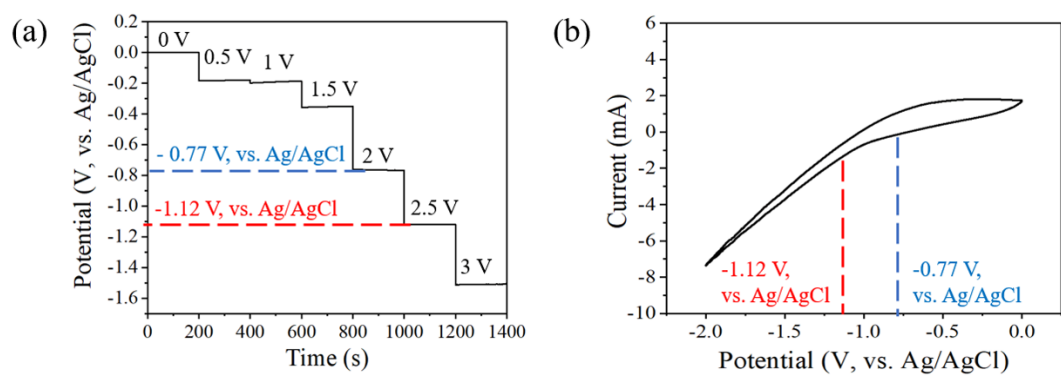 (a)
Potential (V, vs. Ag/AgCl)
0.2
0.0
-0.2
-0.4
-0.6
-0.8
-1.0
-1.2
-1.4
-1.6
0 V
0.5 V
1 V
1.5 V
- 0.77 V, vs. Ag/AgCl
2 V
-1.12 V, vs. Ag/AgCl
2.5 V
3 V
0 200 400 600 800 1000 1200 1400
Time (s)
(b)
Current (mA)
6
4
2
0
-2
-4
-6
-8
-10
-1.12 V,
vs. Ag/AgCl
-0.77 V,
vs. Ag/AgCl
-2.0 -1.5 -1.0 -0.5 0.0
Potential (V, vs. Ag/AgCl)